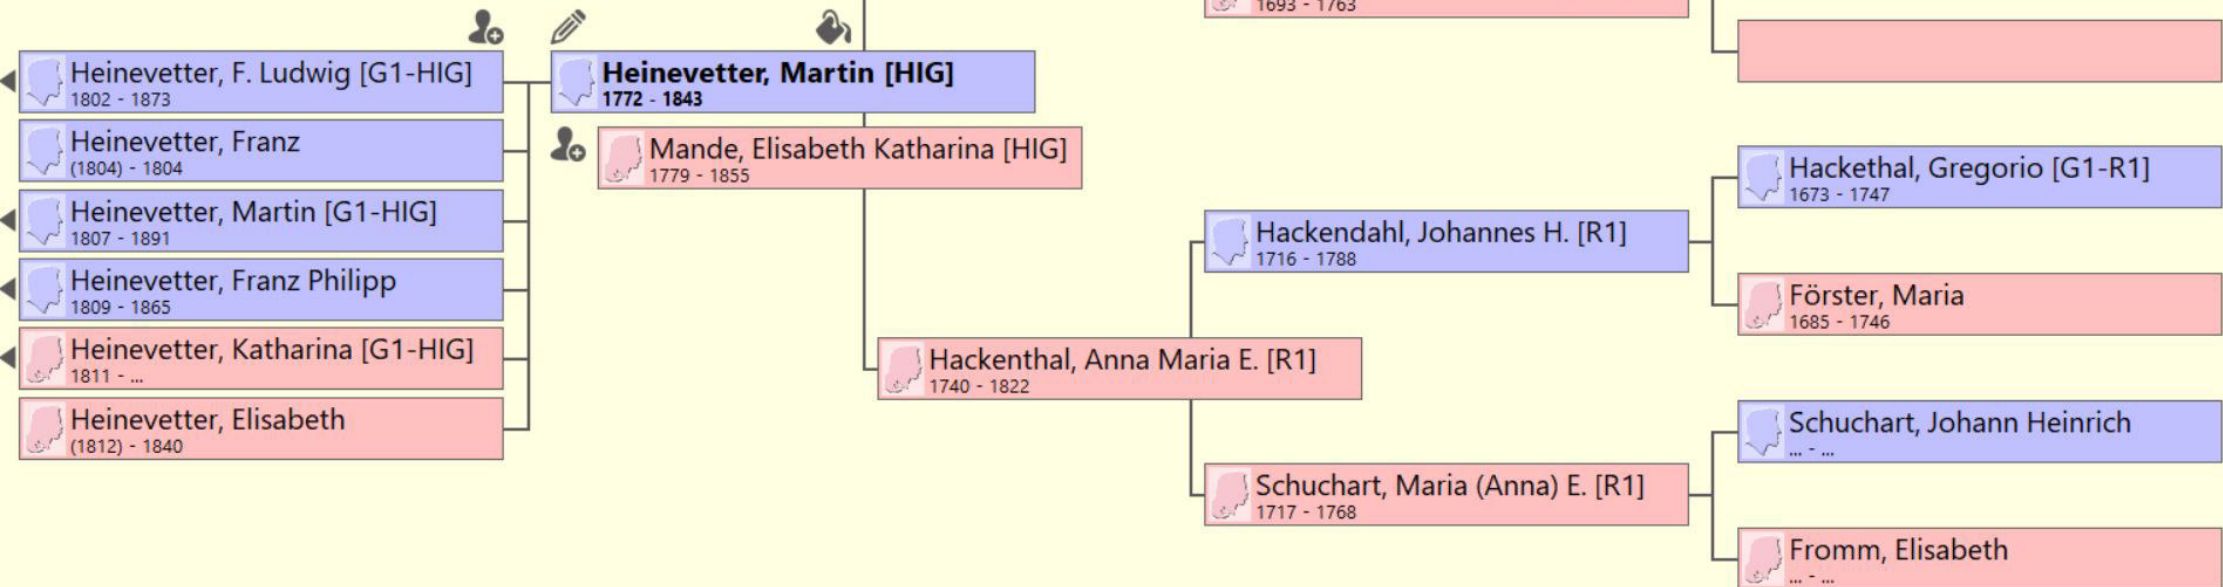 1693 - 1763
Heinevetter, F. Ludwig [G1-HIG]
1802 - 1873
Heinevetter, Franz
(1804) - 1804
Heinevetter, Martin [G1-HIG]
1807 - 1891
Heinevetter, Franz Philipp
1809 - 1865
Heinevetter, Katharina [G1-HIG]
1811 - ...
Heinevetter, Elisabeth
(1812) - 1840
Heinevetter, Martin [HIG]
1772 - 1843
Mande, Elisabeth Katharina [HIG]
1779 - 1855
Hackenthal, Anna Maria E. [R1]
1740 - 1822
Hackendahl, Johannes H. [R1]
1716 - 1788
Schuchart, Maria (Anna) E. [R1]
1717 - 1768
Hackethal, Gregorio [G1-R1]
1673 - 1747
Förster, Maria
1685 - 1746
Schuchart, Johann Heinrich
... - ...
Fromm, Elisabeth
... - ...